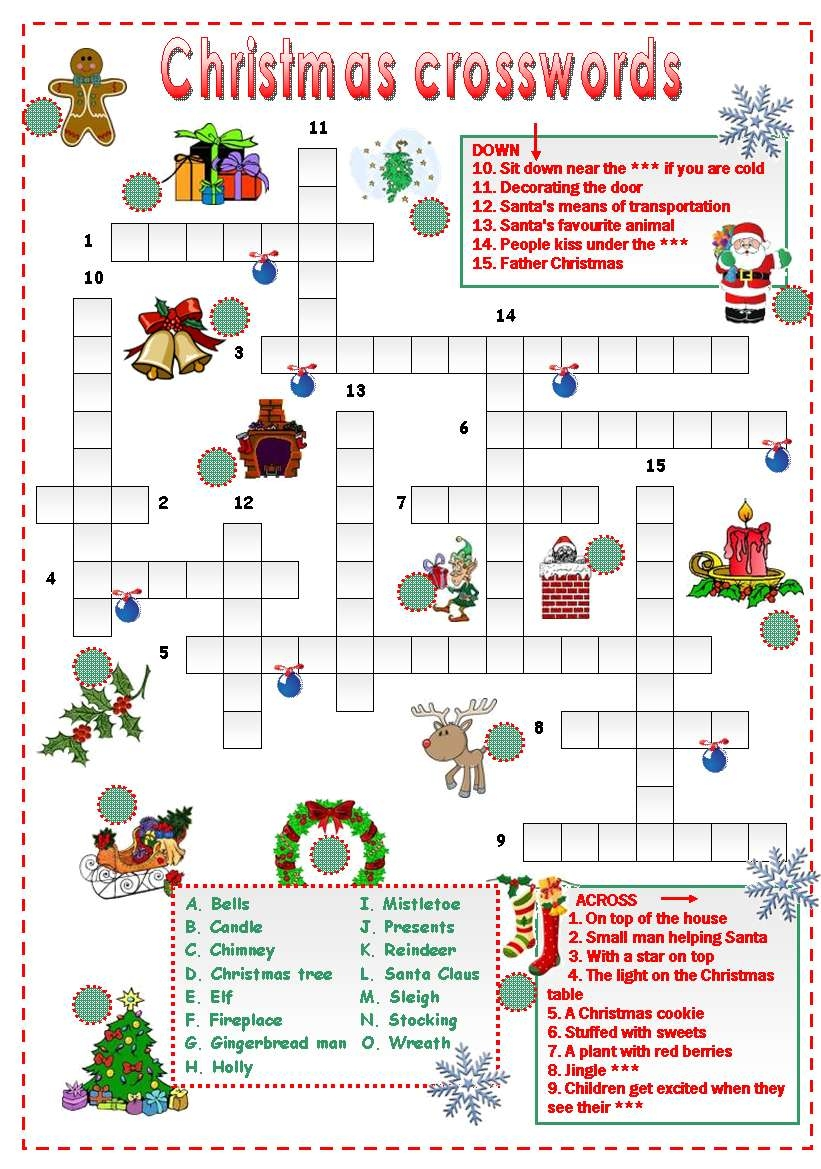 Christmas crosswords
11
DOWN
10. Sit down near the *** if you are cold
11. Decorating the door
12. Santa's means of transportation
13. Santa's favourite animal
14. People kiss under the ***
15. Father Christmas
1
10
14
3
13
6
15
2
12
7
4
5
8
9
A. Bells
B. Candle
C. Chimney
D. Christmas tree
E. Elf
F. Fireplace
G. Gingerbread man
H. Holly
I. Mistletoe
J. Presents
K. Reindeer
L. Santa Claus
M. Sleigh
N. Stocking
O. Wreath
ACROSS
1. On top of the house
2. Small man helping Santa
3. With a star on top
4. The light on the Christmas
table
5. A Christmas cookie
6. Stuffed with sweets
7. A plant with red berries
8. Jingle ***
9. Children get excited when they
see their ***